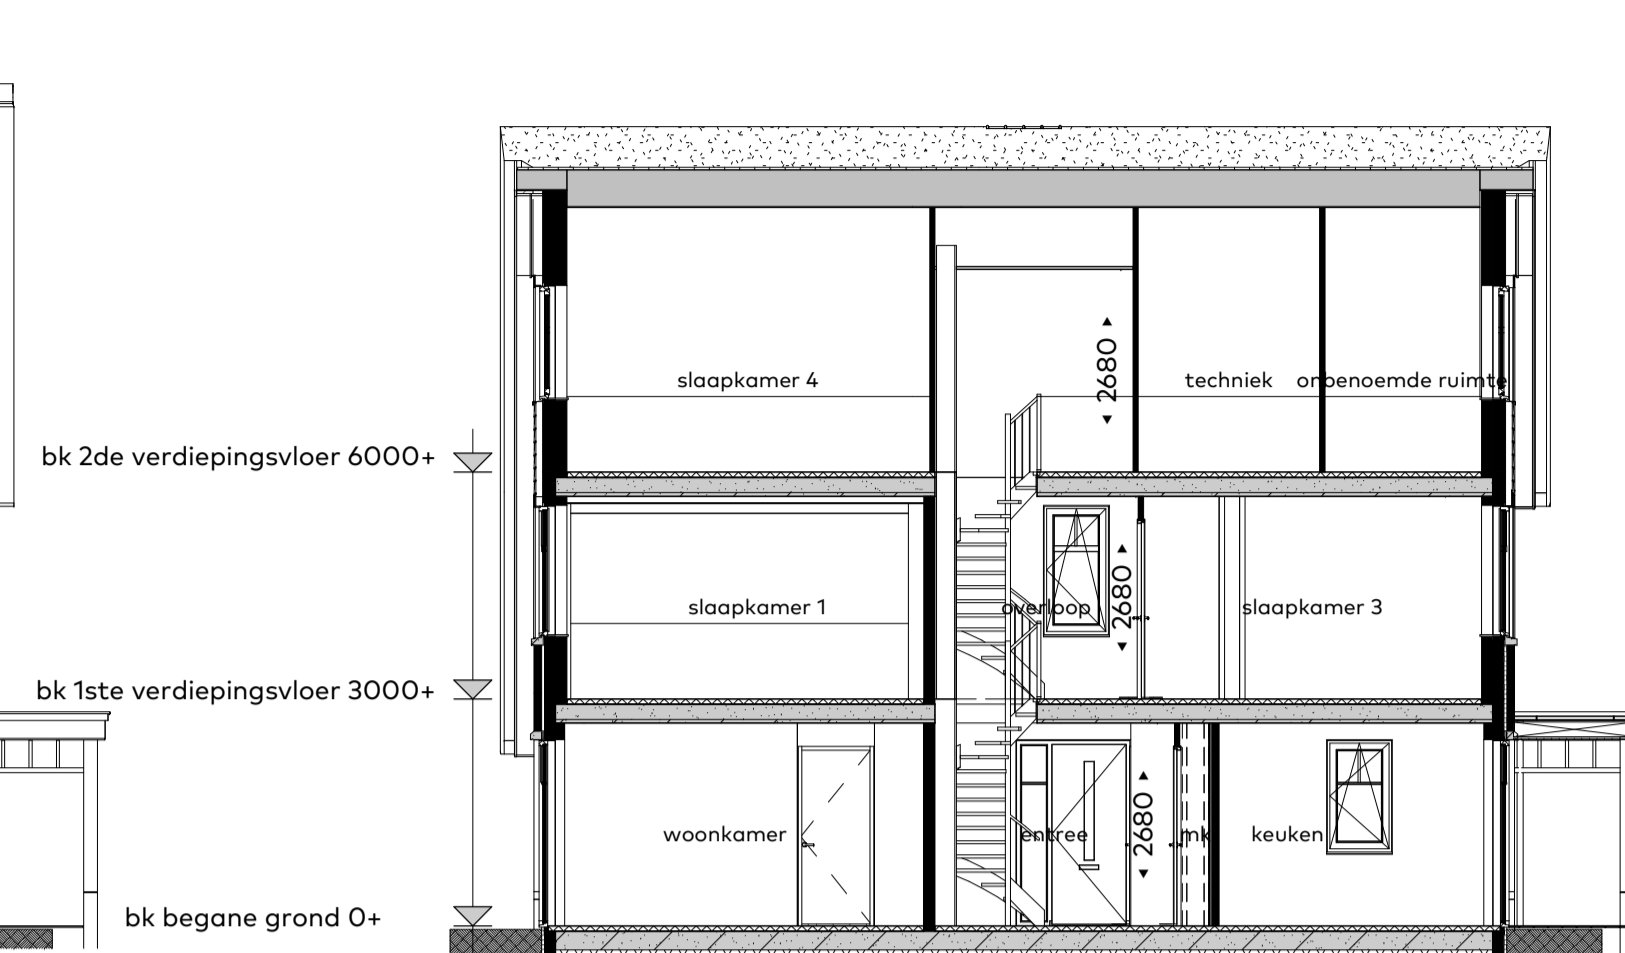 slaapkamer 4
2680
techniek
onbenoemde ruimte
bk 2de verdiepingsvloer 6000+
slaapkamer 1
overloop
2680
slaapkamer 3
bk 1ste verdiepingsvloer 3000+
woonkamer
entree
2680
mk
keuken
bk begane grond 0+